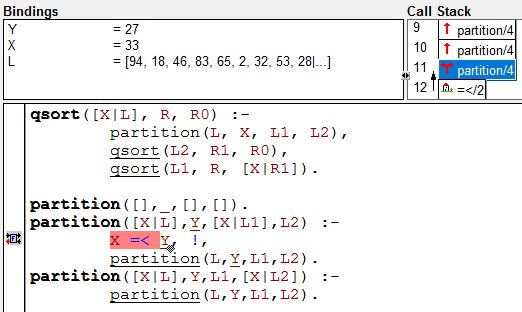 Bindings
Y = 27
X = 33
L = [94, 18, 46, 83, 65, 2, 32, 53, 28|...]
Call Stack
9 partition/4
10 partition/4
11 partition/4
12 =</2
qsort([X|L], R, R0) :-
partition(L, X, L1, L2),
qsort(L2, R1, R0),
qsort(L1, R, [X|R1]).
partition([],_,[],[]).
partition([X|L],Y,[X|L1],L2) :-
X =< Y, !,
partition(L,Y,L1,L2).
partition([X|L],Y,L1,[X|L2]) :-
partition(L,Y,L1,L2).